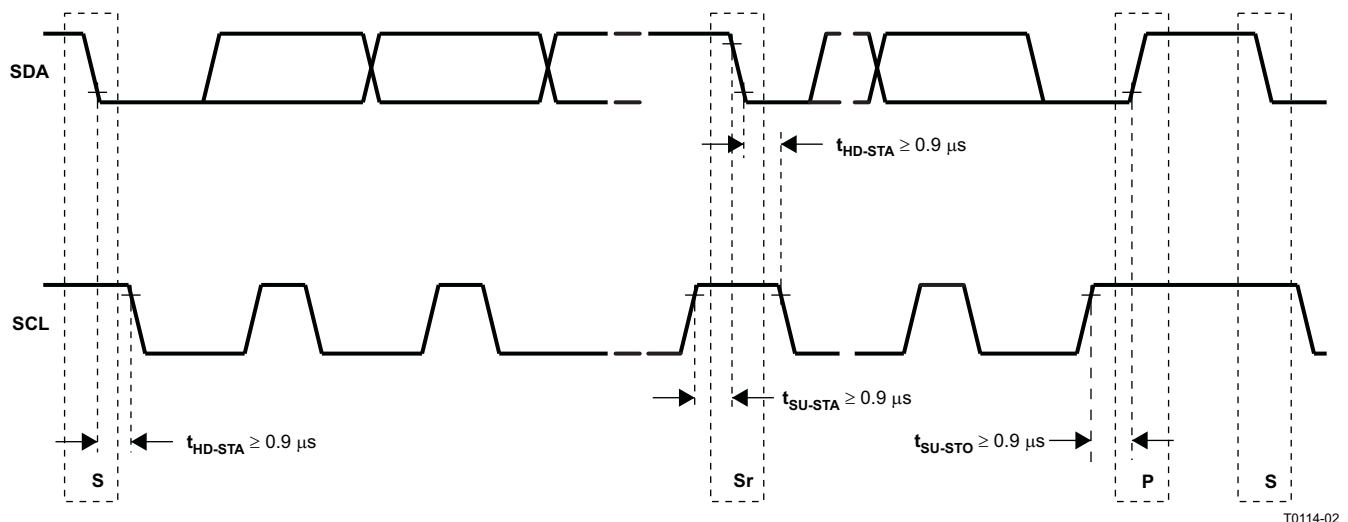 SDA
t_HD-STA ≥ 0.9 μs
SCL
t_SU-STA ≥ 0.9 μs
t_HD-STA ≥ 0.9 μs
t_SU-STO ≥ 0.9 μs
S
Sr
P
S
T0114-02